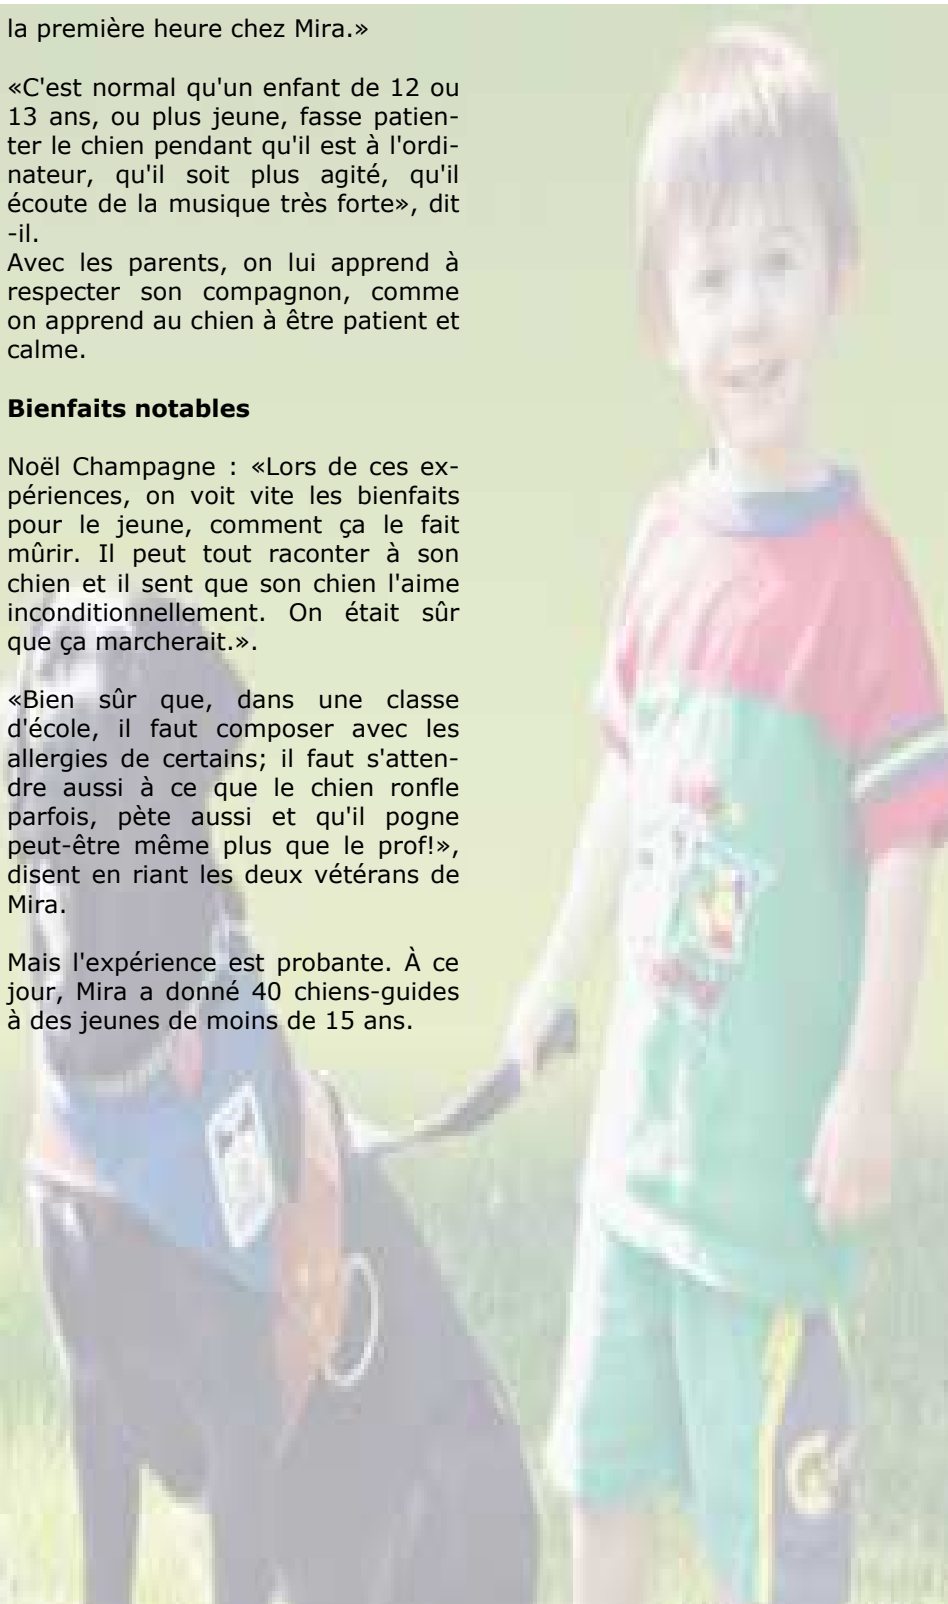 la première heure chez Mira.»
«C'est normal qu'un enfant de 12 ou
13 ans, ou plus jeune, fasse patien-
ter le chien pendant qu'il est à l'ordi-
nateur, qu'il soit plus agité, qu'il
écoute de la musique très forte», dit
-il.
Avec les parents, on lui apprend à
respecter son compagnon, comme
on apprend au chien à être patient et
calme.
Bienfaits notables
Noël Champagne : «Lors de ces ex-
périences, on voit vite les bienfaits
pour le jeune, comment ça le fait
mûrir. Il peut tout raconter à son
chien et il sent que son chien l'aime
inconditionnellement. On était sûr
que ça marcherait.».
«Bien sûr que, dans une classe
d'école, il faut composer avec les
allergies de certains; il faut s'atten-
dre aussi à ce que le chien ronfle
parfois, pète aussi et qu'il pogne
peut-être même plus que le prof!»,
disent en riant les deux vétérans de
Mira.
Mais l'expérience est probante. À ce
jour, Mira a donné 40 chiens-guides
à des jeunes de moins de 15 ans.